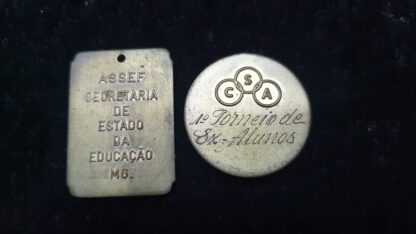 ASSEF
SECRETARIA
DE
ESTADO
DA
EDUCAÇÃO
MG.
C S A
1º Torneio de
Ex-Alunos